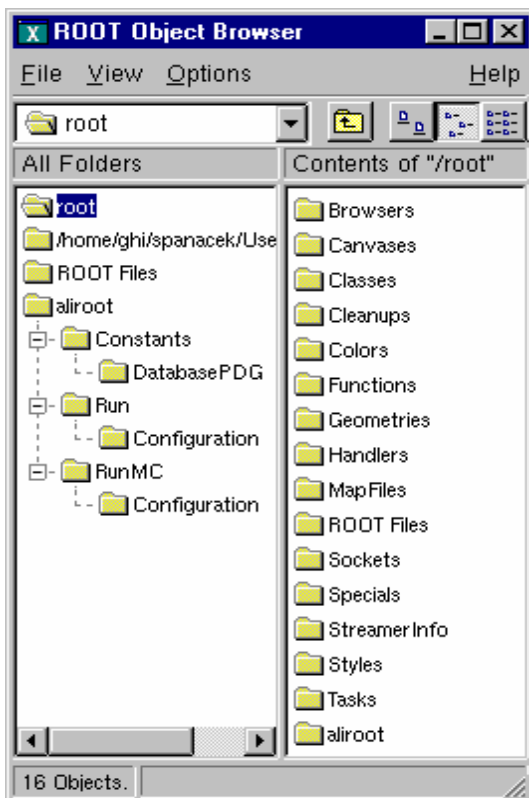 ROOT Object Browser
File View Options Help
root
All Folders
Contents of "/root"
root
/home/ghi/spanacek/Use
ROOT Files
aliroot
Constants
DatabasePDG
Run
Configuration
RunMC
Configuration
Browsers
Canvases
Classes
Cleanups
Colors
Functions
Geometries
Handlers
MapFiles
ROOT Files
Sockets
Specials
StreamerInfo
Styles
Tasks
aliroot
16 Objects.